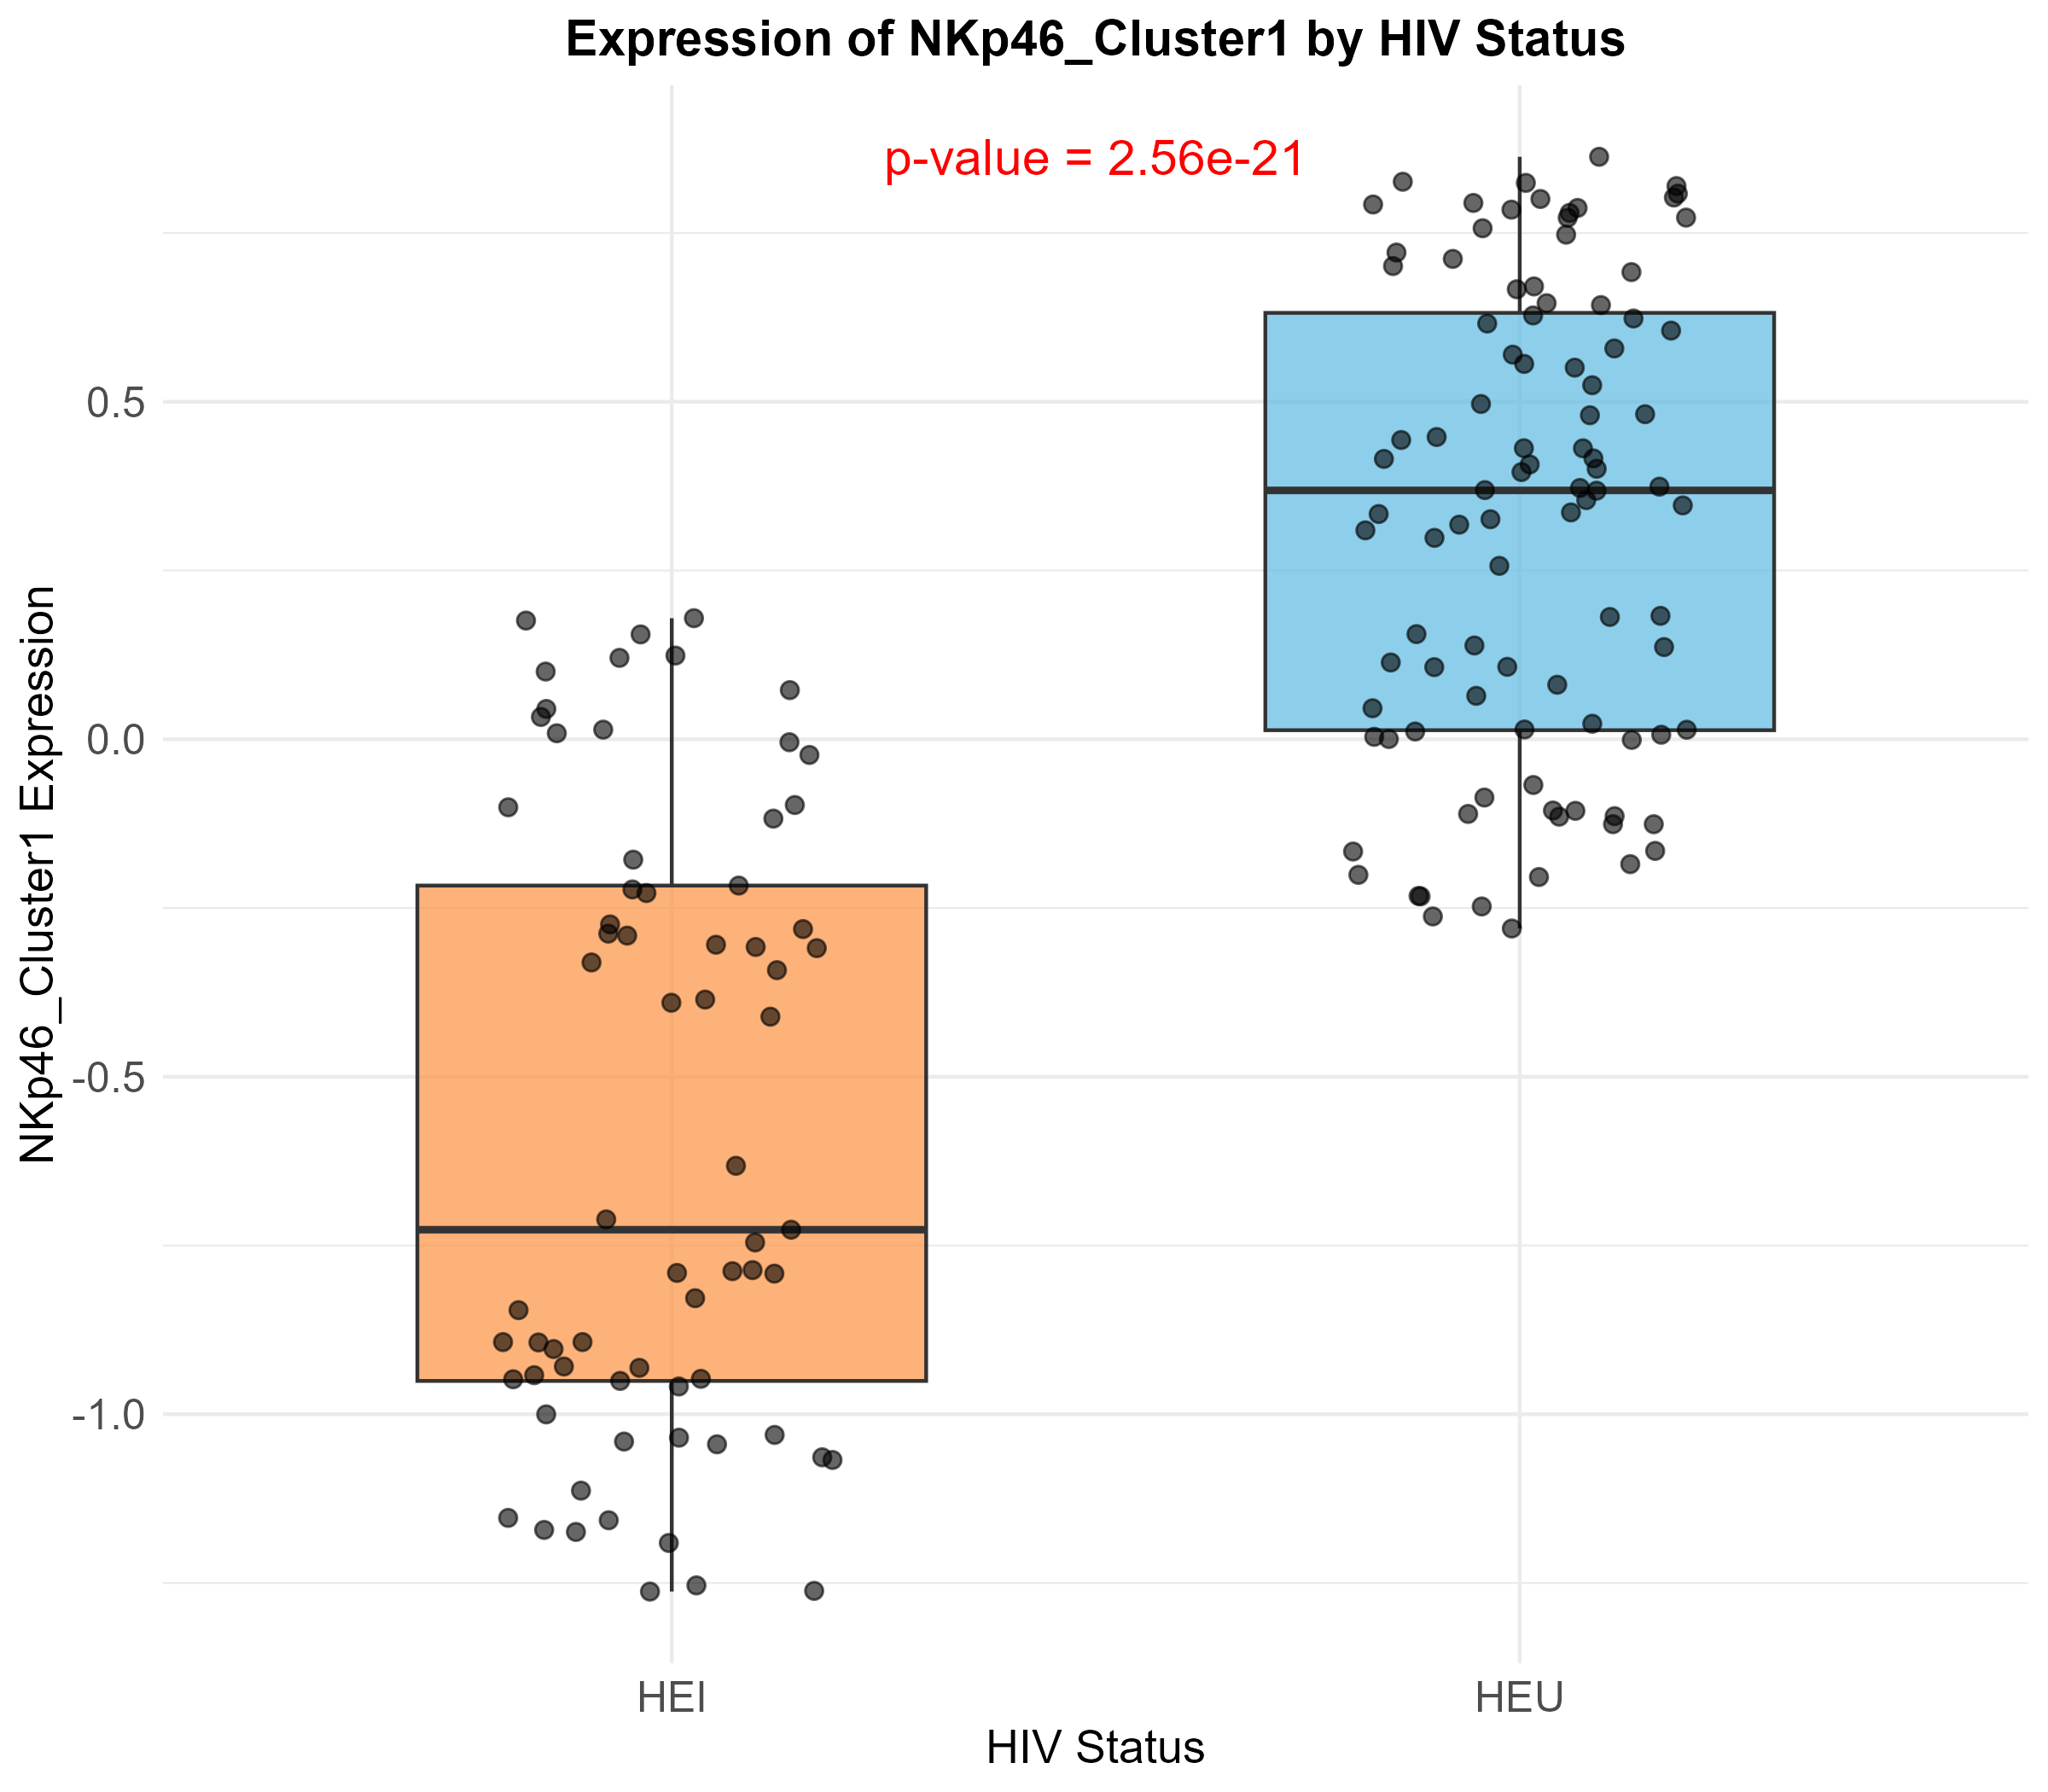 Expression of NKp46_Cluster1 by HIV Status
p-value = 2.56e-21
NKp46_Cluster1 Expression
0.5
0.0
-0.5
-1.0
HEI
HEU
HIV Status